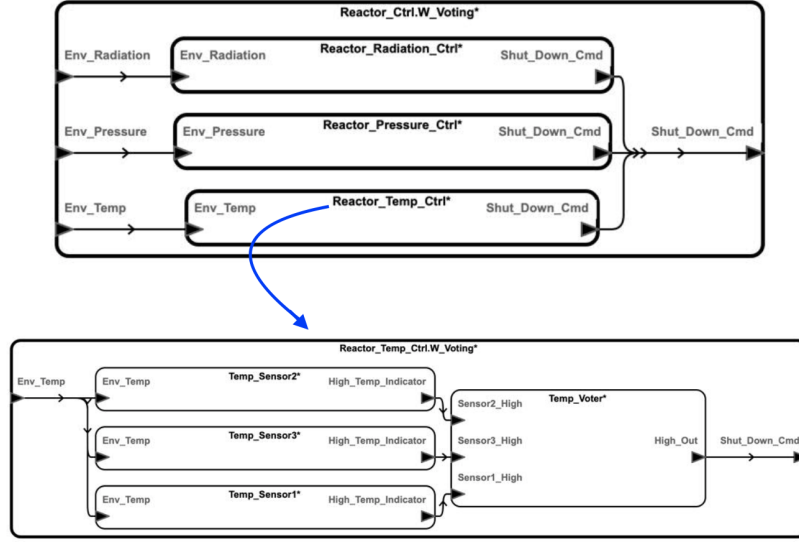 Reactor_Ctrl.W_Voting*
Env_Radiation Env_Radiation Reactor_Radiation_Ctrl* Shut_Down_Cmd
Env_Pressure Env_Pressure Reactor_Pressure_Ctrl* Shut_Down_Cmd Shut_Down_Cmd
Env_Temp Env_Temp Reactor_Temp_Ctrl* Shut_Down_Cmd
Reactor_Temp_Ctrl.W_Voting*
Env_Temp Env_Temp Temp_Sensor2* High_Temp_Indicator
Sensor2_High Temp_Voter*
Env_Temp Temp_Sensor3* High_Temp_Indicator Sensor3_High High_Out Shut_Down_Cmd
Sensor1_High
Env_Temp Temp_Sensor1* High_Temp_Indicator